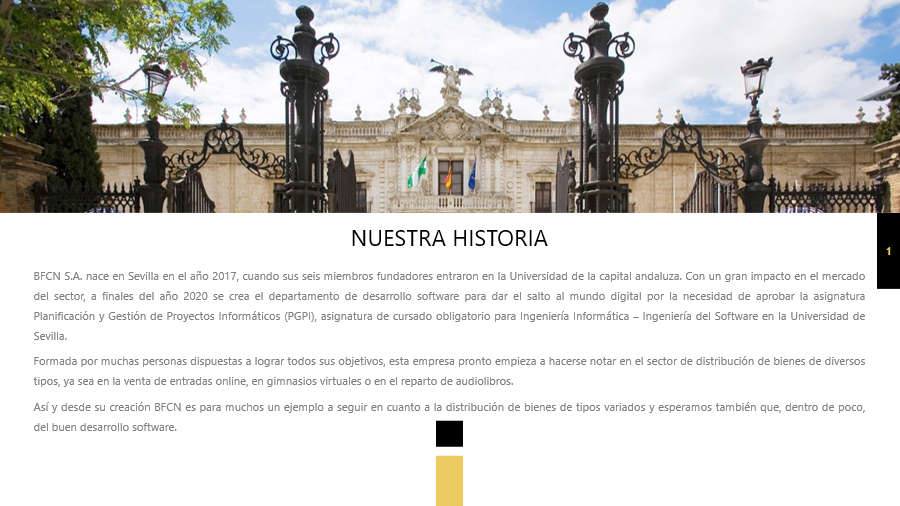 NUESTRA HISTORIA
1
BFCN S.A. nace en Sevilla en el año 2017, cuando sus seis miembros fundadores entraron en la Universidad de la capital andaluza. Con un gran impacto en el mercado
del sector, a finales del año 2020 se crea el departamento de desarrollo software para dar el salto al mundo digital por la necesidad de aprobar la asignatura
Planificación y Gestión de Proyectos Informáticos (PGPI), asignatura de cursado obligatorio para Ingeniería Informática – Ingeniería del Software en la Universidad de
Sevilla.
Formada por muchas personas dispuestas a lograr todos sus objetivos, esta empresa pronto empieza a hacerse notar en el sector de distribución de bienes de diversos
tipos, ya sea en la venta de entradas online, en gimnasios virtuales o en el reparto de audiolibros.
Así y desde su creación BFCN es para muchos un ejemplo a seguir en cuanto a la distribución de bienes de tipos variados y esperamos también que, dentro de poco,
del buen desarrollo software.